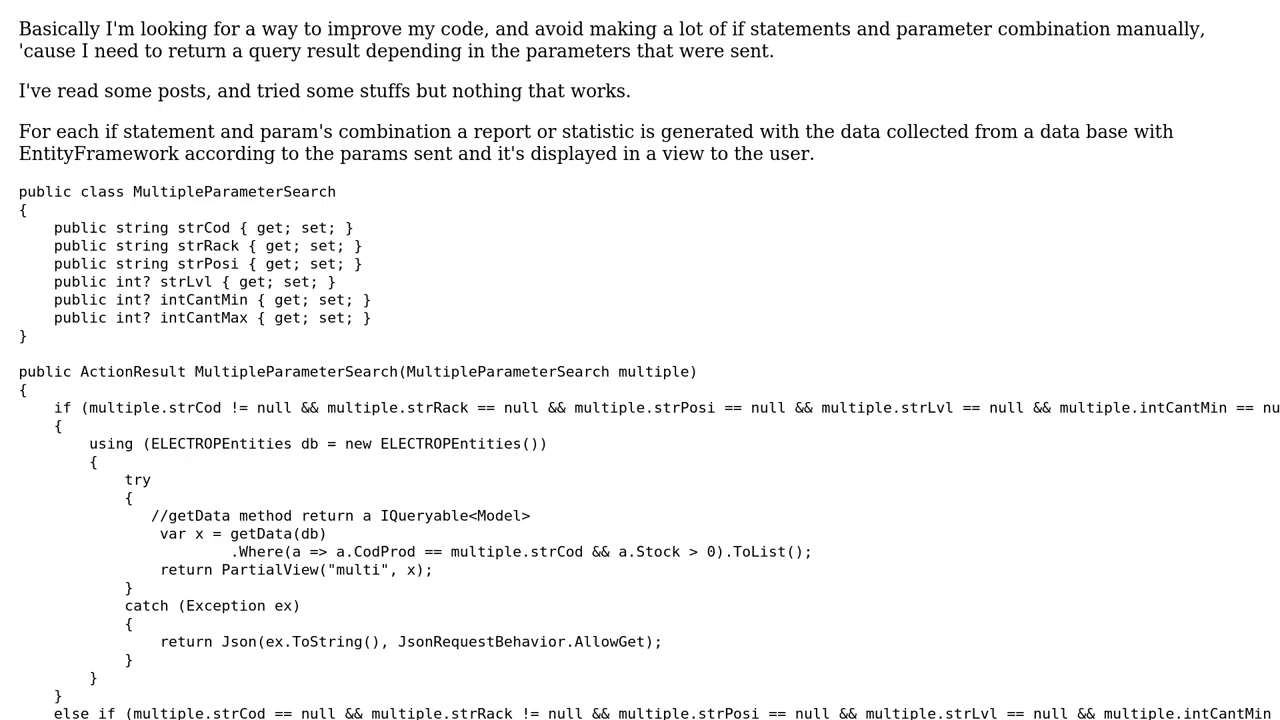 Basically I'm looking for a way to improve my code, and avoid making a lot of if statements and parameter combination manually,
'cause I need to return a query result depending in the parameters that were sent.
I've read some posts, and tried some stuffs but nothing that works.
For each if statement and param's combination a report or statistic is generated with the data collected from a data base with
EntityFramework according to the params sent and it's displayed in a view to the user.
public class MultipleParameterSearch
{
    public string strCod { get; set; }
    public string strRack { get; set; }
    public string strPosi { get; set; }
    public int? strLvl { get; set; }
    public int? intCantMin { get; set; }
    public int? intCantMax { get; set; }
}
public ActionResult MultipleParameterSearch(MultipleParameterSearch multiple)
{
    if (multiple.strCod != null && multiple.strRack == null && multiple.strPosi == null && multiple.strLvl == null && multiple.intCantMin == nu
    {
        using (ELECTROPEntities db = new ELECTROPEntities())
        {
            try
            {
               //getData method return a IQueryable<Model>
                var x = getData(db)
                        .Where(a => a.CodProd == multiple.strCod && a.Stock > 0).ToList();
                return PartialView("multi", x);
            }
            catch (Exception ex)
            {
                return Json(ex.ToString(), JsonRequestBehavior.AllowGet);
            }
        }
    }
    else if (multiple.strCod == null && multiple.strRack != null && multiple.strPosi == null && multiple.strLvl == null && multiple.intCantMin